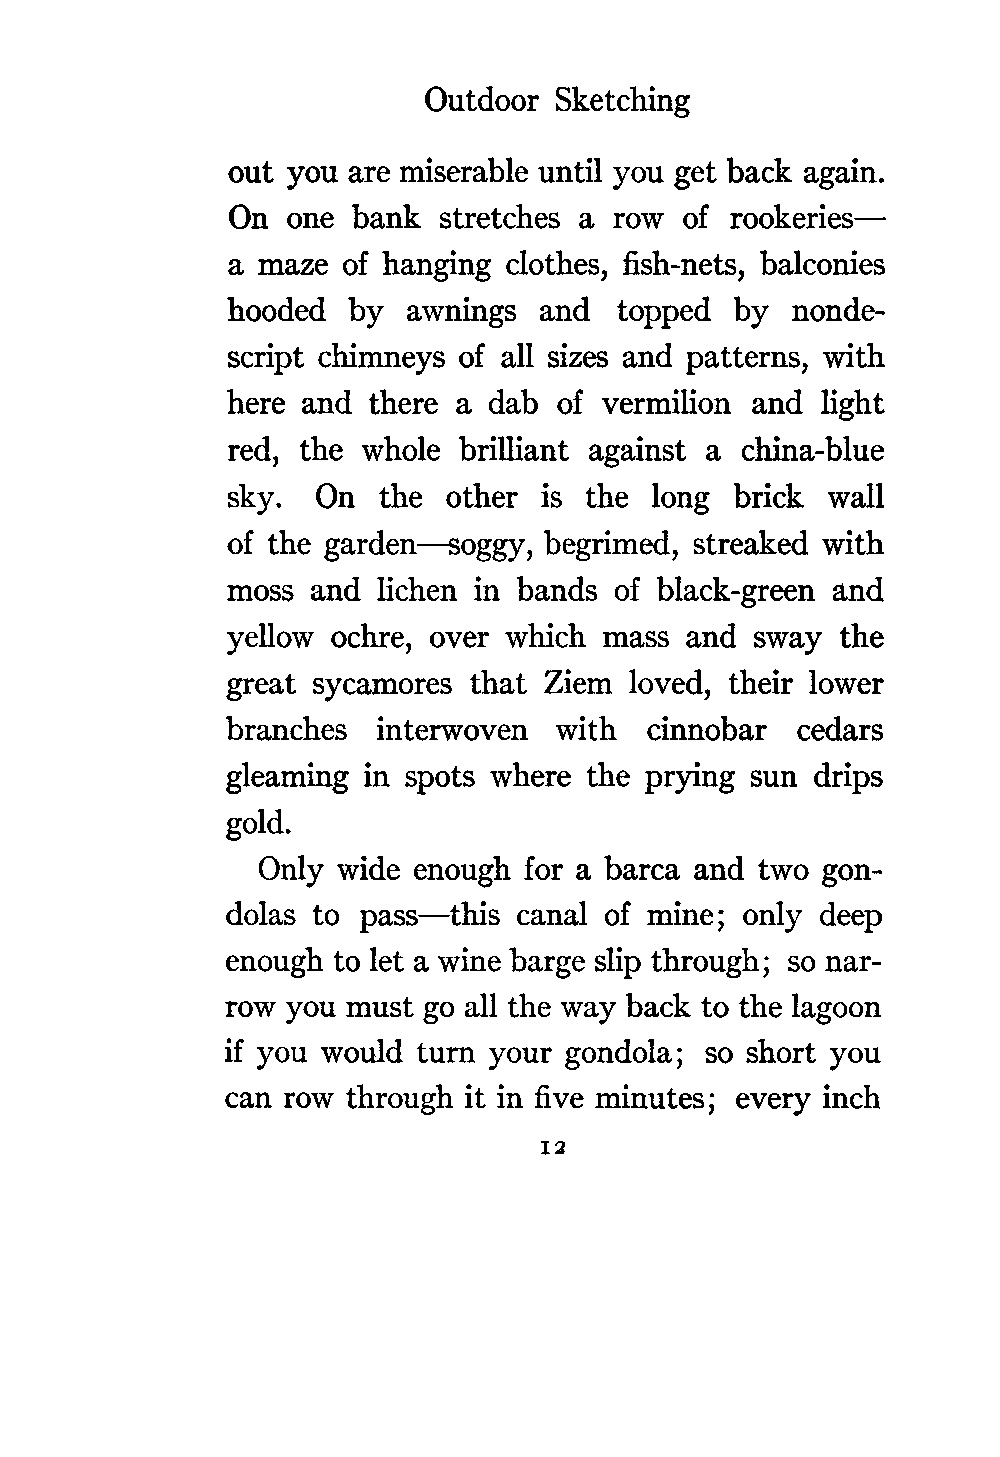 Outdoor Sketching
out you are miserable until you get back again.
On one bank stretches a row of rookeries—
a maze of hanging clothes, fish-nets, balconies
hooded by awnings and topped by nonde-
script chimneys of all sizes and patterns, with
here and there a dab of vermilion and light
red, the whole brilliant against a china-blue
sky. On the other is the long brick wall
of the garden—soggy, begrimed, streaked with
moss and lichen in bands of black-green and
yellow ochre, over which mass and sway the
great sycamores that Ziem loved, their lower
branches interwoven with cinnobar cedars
gleaming in spots where the prying sun drips
gold.
Only wide enough for a barca and two gon-
dolas to pass—this canal of mine; only deep
enough to let a wine barge slip through; so nar-
row you must go all the way back to the lagoon
if you would turn your gondola; so short you
can row through it in five minutes; every inch
12